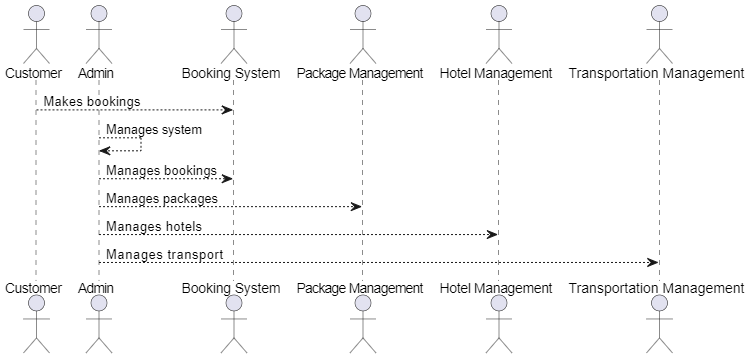 Customer Admin Booking System Package Management Hotel Management Transportation Management
Makes bookings
Manages system
Manages bookings
Manages packages
Manages hotels
Manages transport
Customer Admin Booking System Package Management Hotel Management Transportation Management